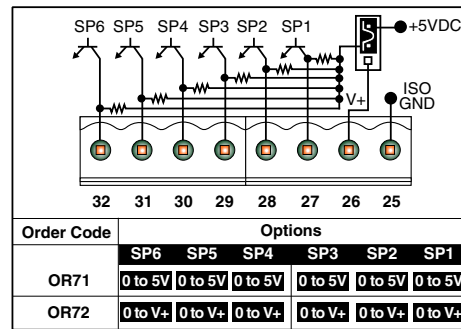 SP6 SP5 SP4 SP3 SP2 SP1
+5VDC
V+
ISO
GND
32 31 30 29 28 27 26 25
Order Code Options
SP6 SP5 SP4 SP3 SP2 SP1
OR71 0 to 5V 0 to 5V 0 to 5V 0 to 5V 0 to 5V 0 to 5V
OR72 0 to V+ 0 to V+ 0 to V+ 0 to V+ 0 to V+ 0 to V+